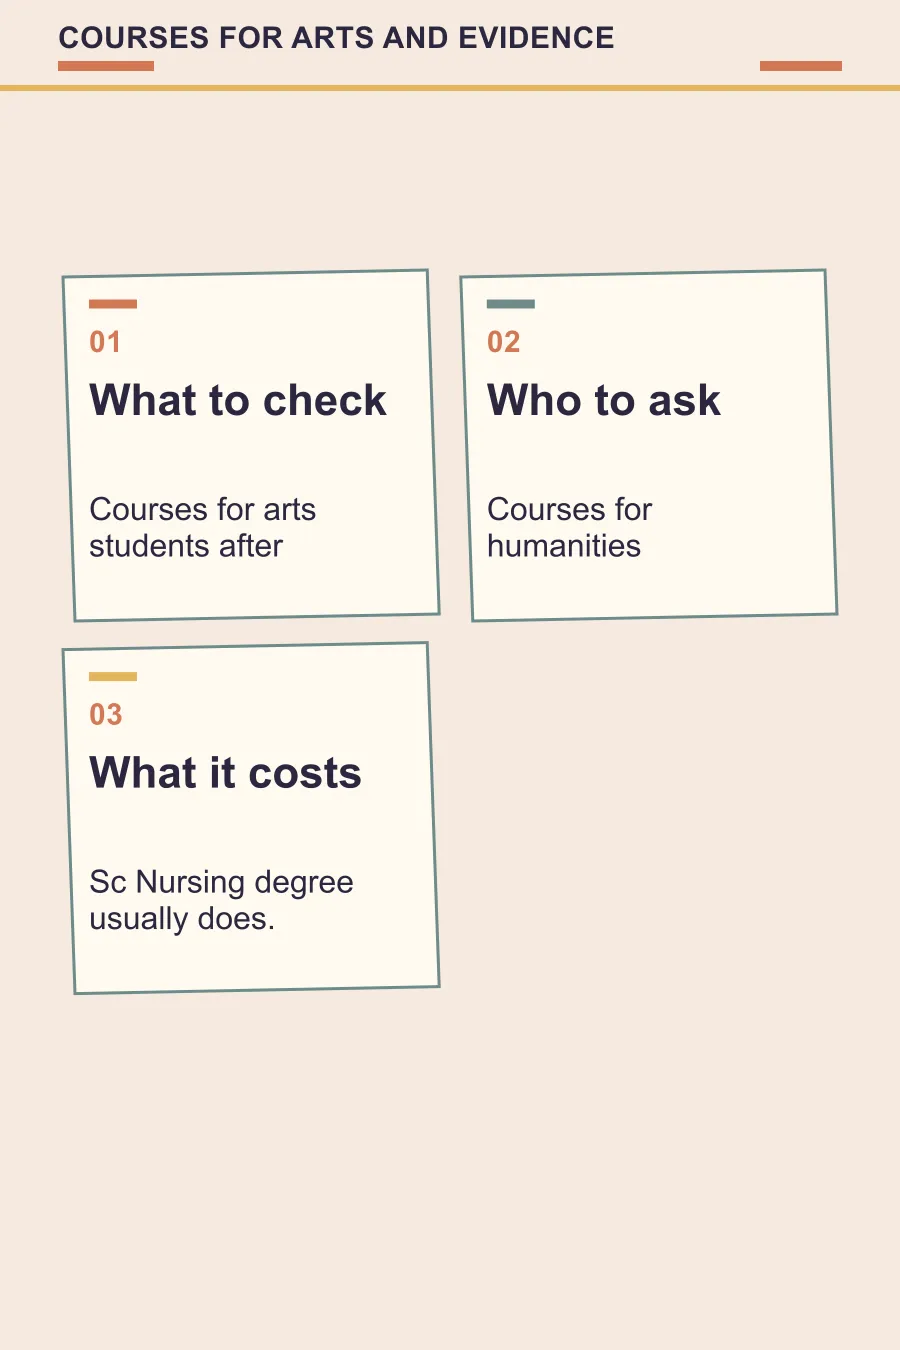 COURSES FOR ARTS AND EVIDENCE
01
What to check
Courses for arts
students after
02
Who to ask
Courses for
humanities
03
What it costs
Sc Nursing degree
usually does.